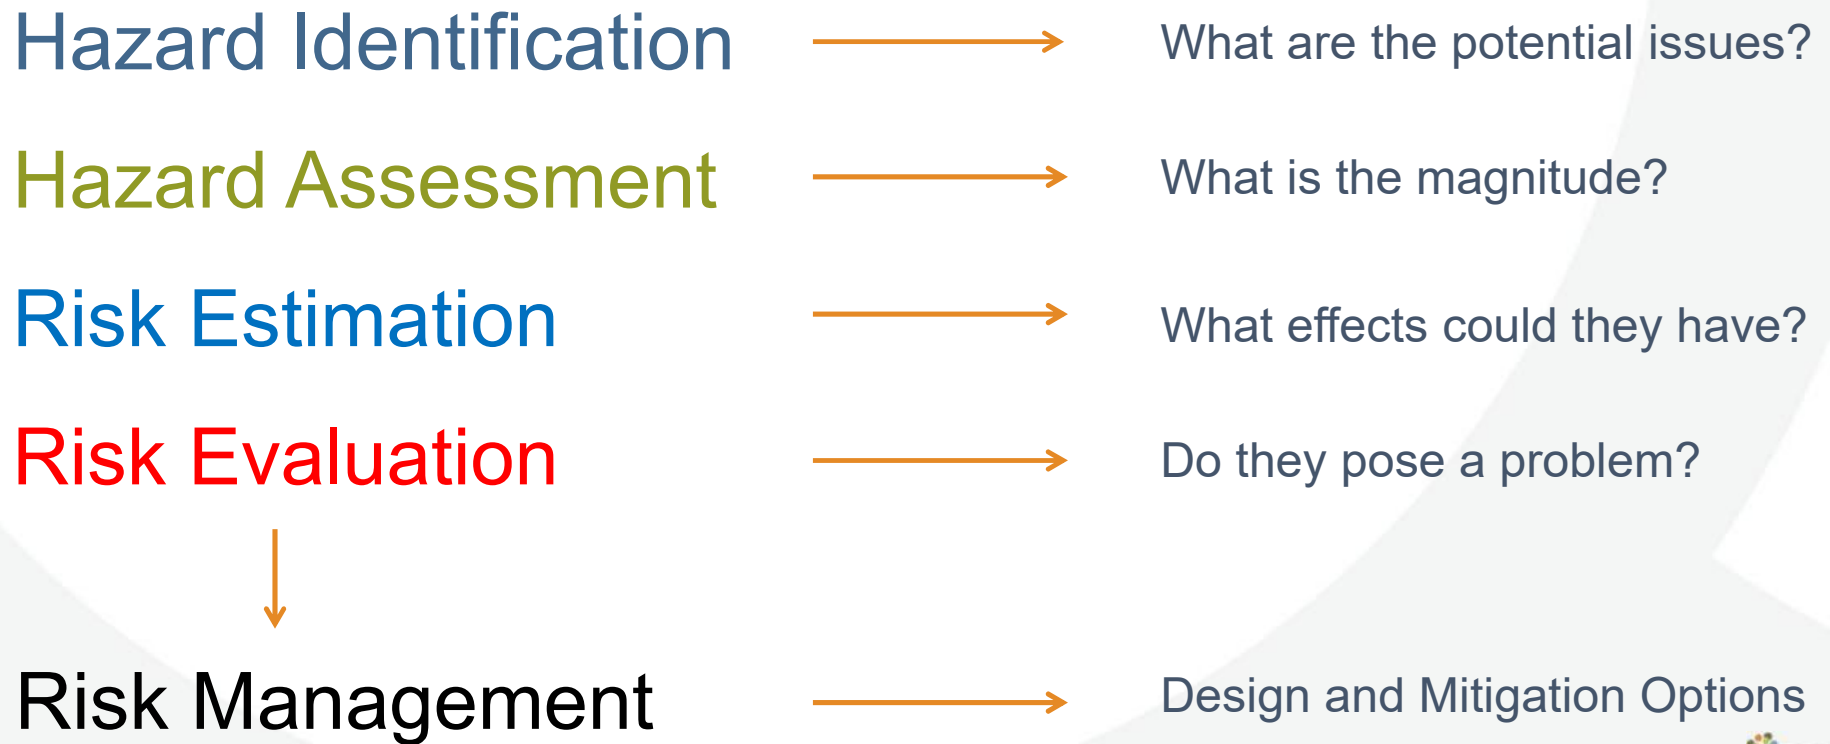 Hazard Identification
What are the potential issues?
Hazard Assessment
What is the magnitude?
Risk Estimation
What effects could they have?
Risk Evaluation
Do they pose a problem?
Risk Management
Design and Mitigation Options